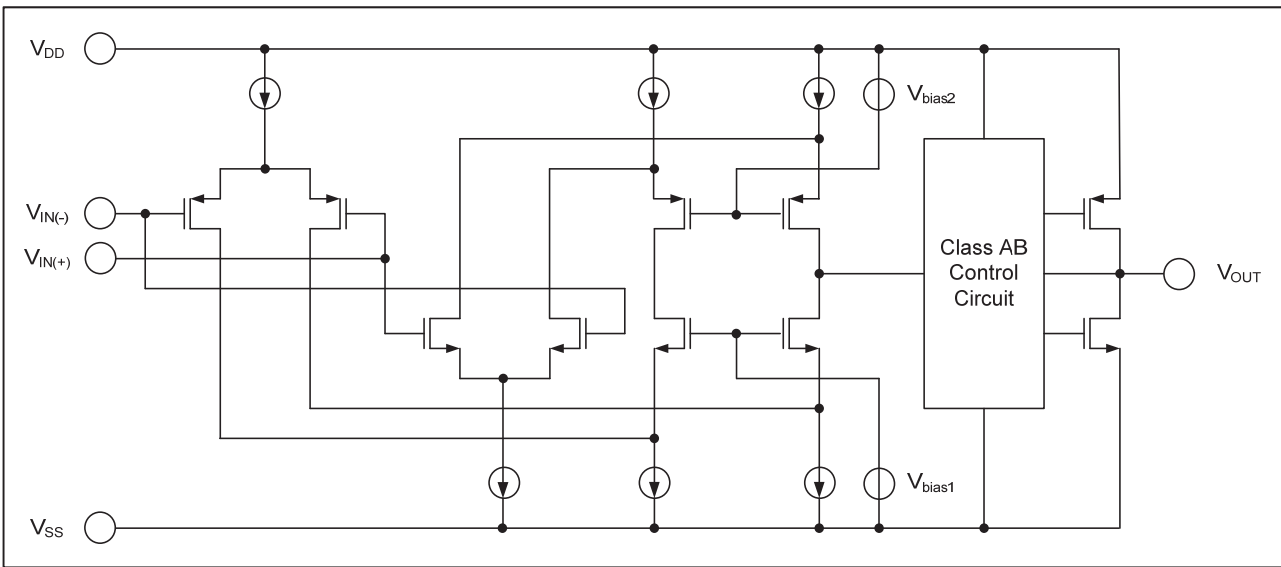 VDD
Vbias2
VIN(-)
VIN(+)
Class AB
Control
Circuit
VOUT
Vbias1
VSS